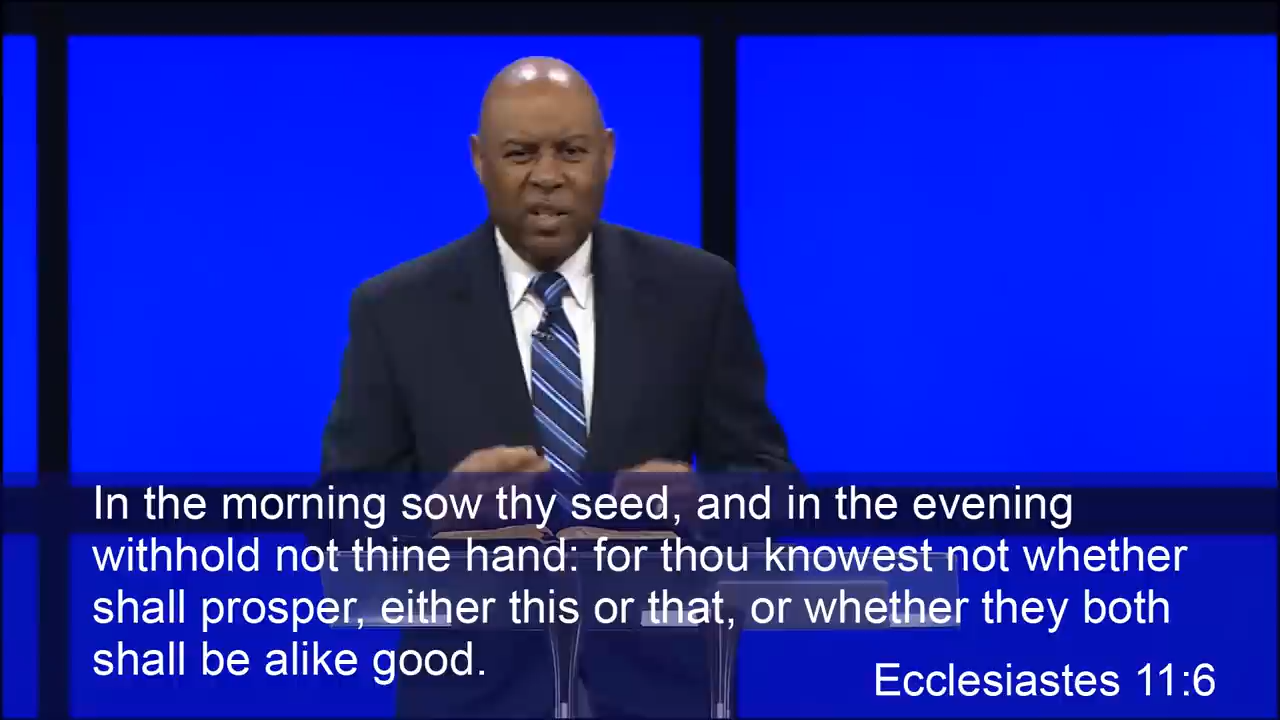 In the morning sow thy seed, and in the evening
withhold not thine hand: for thou knowest not whether
shall prosper, either this or that, or whether they both
shall be alike good.
Ecclesiastes 11:6